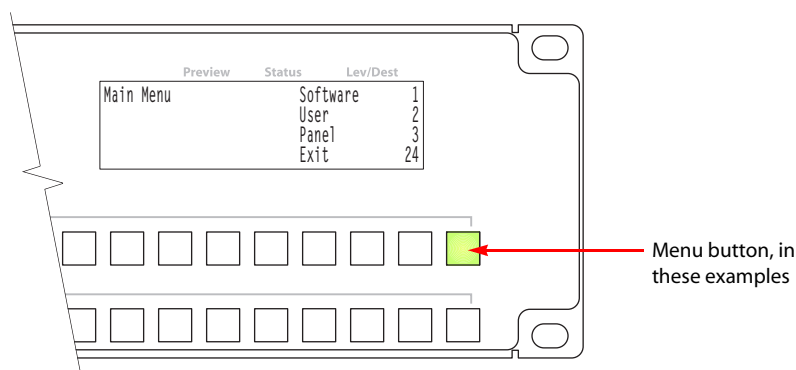 Preview Status Lev/Dest
Main Menu Software 1
User 2
Panel 3
Exit 24
Menu button, in
these examples